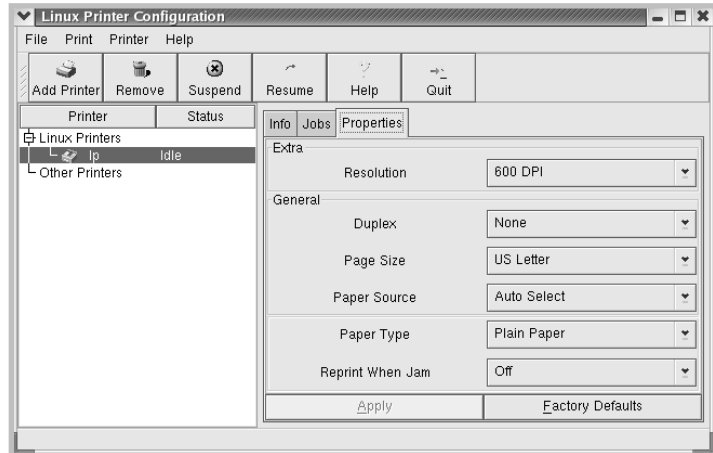 Linux Printer Configuration
File Print Printer Help
Add Printer Remove Suspend Resume Help Quit
Printer Status
Linux Printers
lp Idle
Other Printers
Info Jobs Properties
Extra
Resolution 600 DPI
General
Duplex None
Page Size US Letter
Paper Source Auto Select
Paper Type Plain Paper
Reprint When Jam Off
Apply Factory Defaults